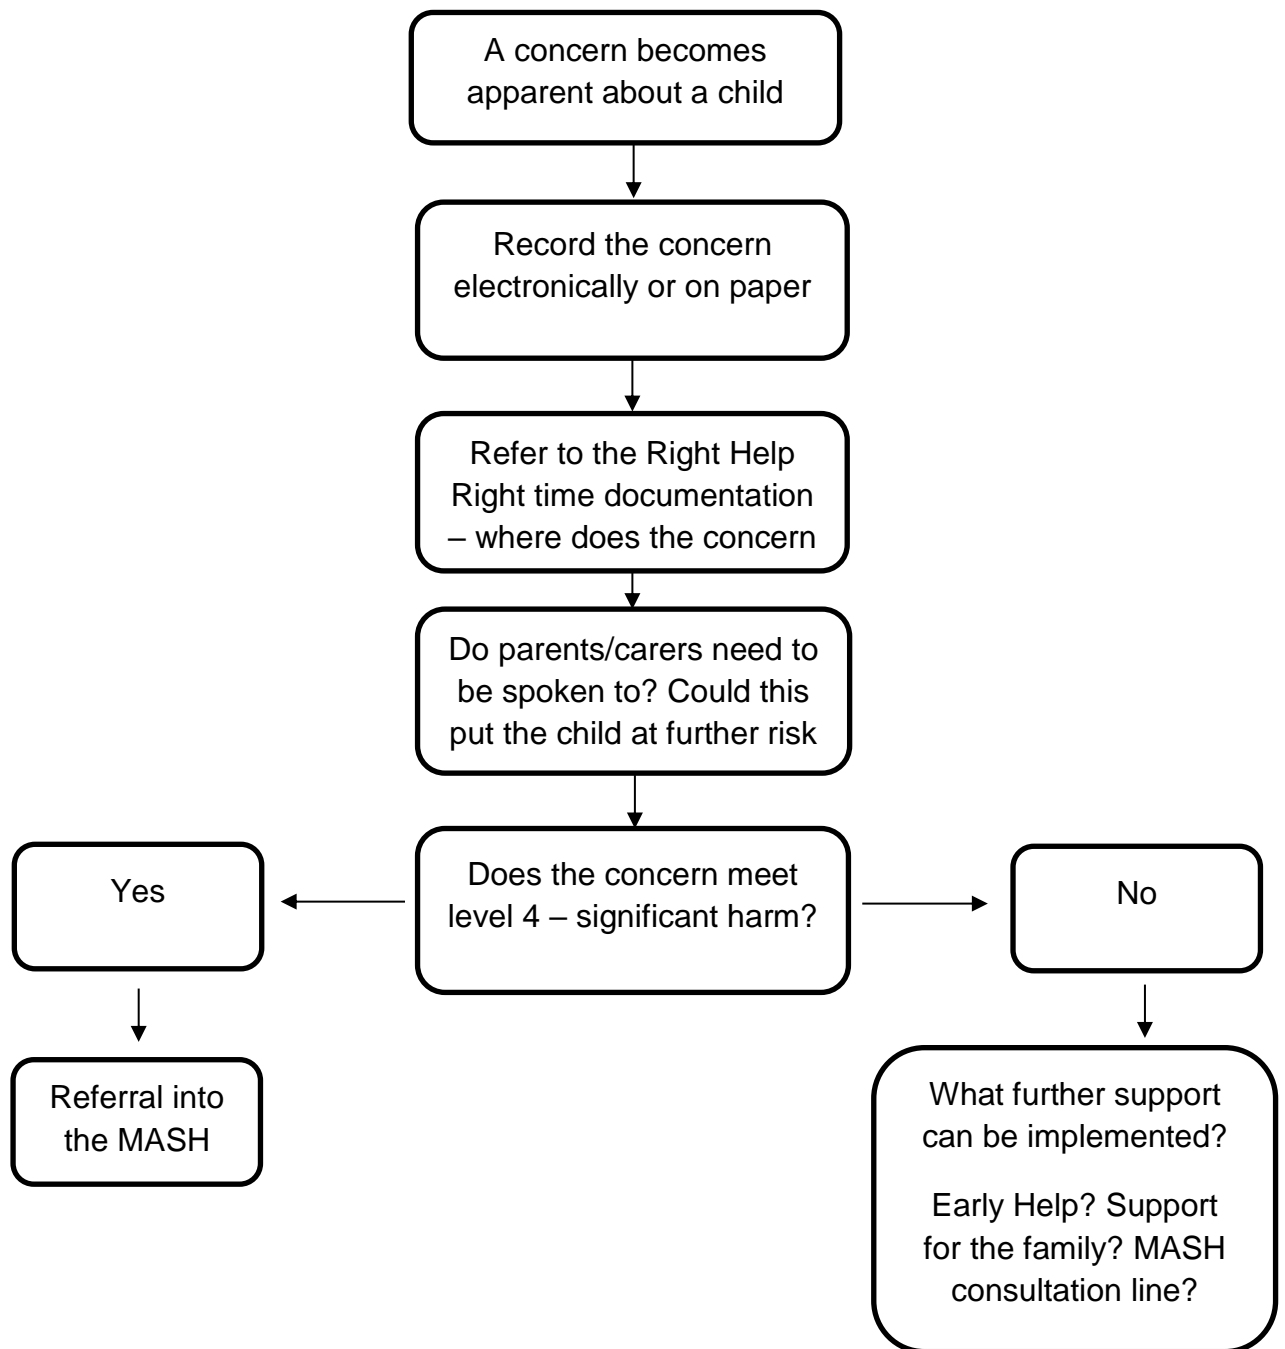 A concern becomes
apparent about a child
Record the concern
electronically or on paper
Refer to the Right Help
Right time documentation
– where does the concern
Do parents/carers need to
be spoken to? Could this
put the child at further risk
Does the concern meet
level 4 – significant harm?
Yes
No
Referral into
the MASH
What further support
can be implemented?
Early Help? Support
for the family? MASH
consultation line?